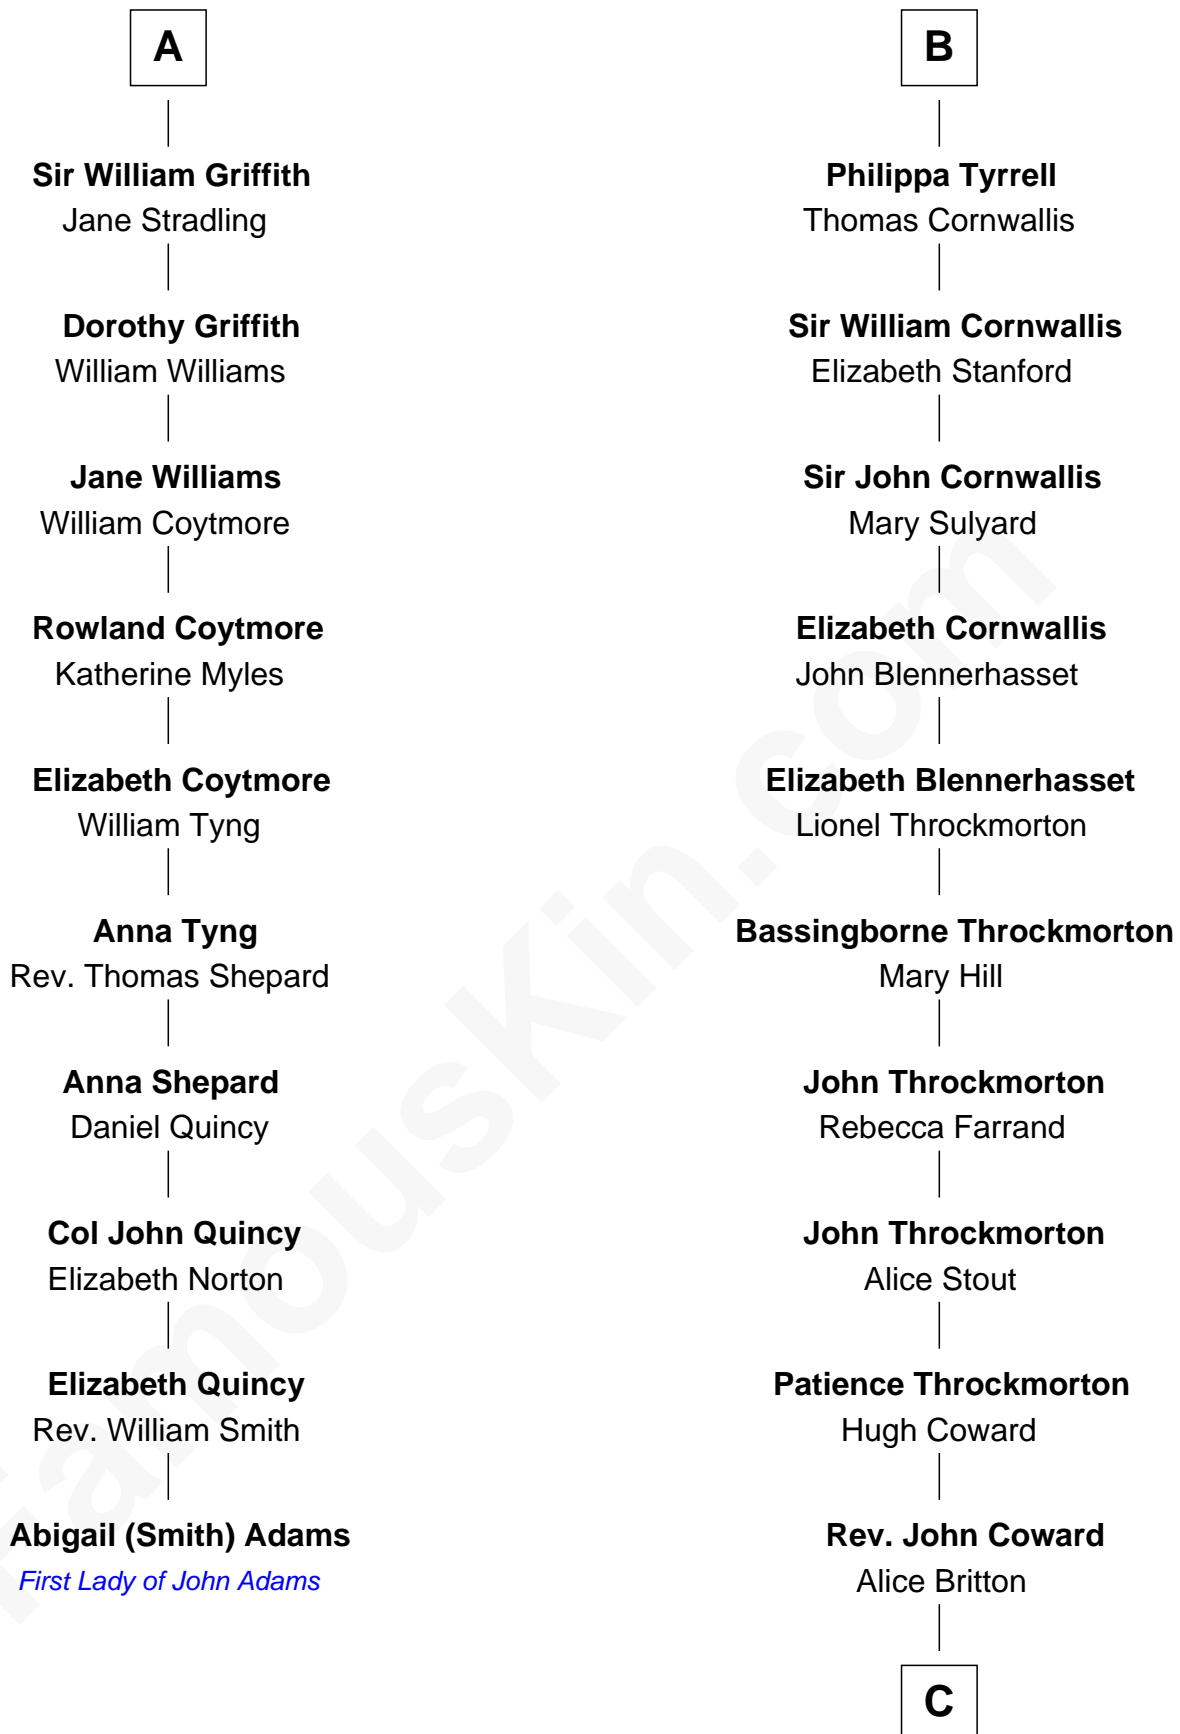 A
Sir William Griffith
Jane Stradling
Dorothy Griffith
William Williams
Jane Williams
William Coytmore
Rowland Coytmore
Katherine Myles
Elizabeth Coytmore
William Tyng
Anna Tyng
Rev. Thomas Shepard
Anna Shepard
Daniel Quincy
Col John Quincy
Elizabeth Norton
Elizabeth Quincy
Rev. William Smith
Abigail (Smith) Adams
First Lady of John Adams
B
Philippa Tyrrell
Thomas Cornwallis
Sir William Cornwallis
Elizabeth Stanford
Sir John Cornwallis
Mary Sulyard
Elizabeth Cornwallis
John Blennerhasset
Elizabeth Blennerhasset
Lionel Throckmorton
Bassingborne Throckmorton
Mary Hill
John Throckmorton
Rebecca Farrand
John Throckmorton
Alice Stout
Patience Throckmorton
Hugh Coward
Rev. John Coward
Alice Britton
C
FamousKin.com